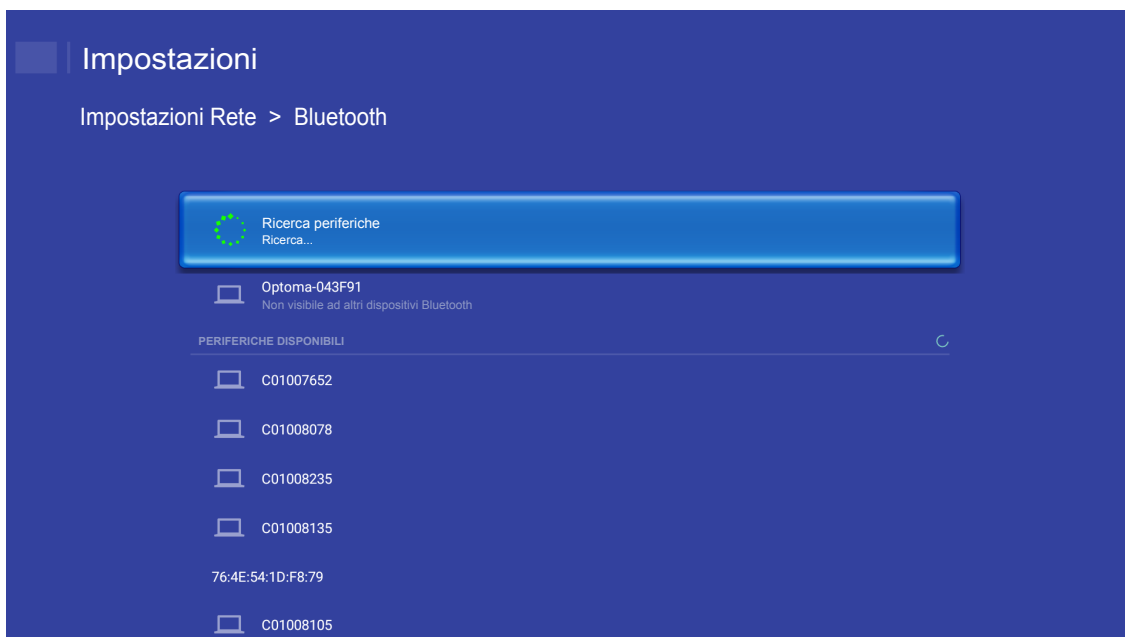 Impostazioni
Impostazioni Rete > Bluetooth
Ricerca periferiche
Ricerca...
Optoma-043F91
Non visibile ad altri dispositivi Bluetooth
PERIFERICHE DISPONIBILI
C01007652
C01008078
C01008235
C01008135
76:4E:54:1D:F8:79
C01008105